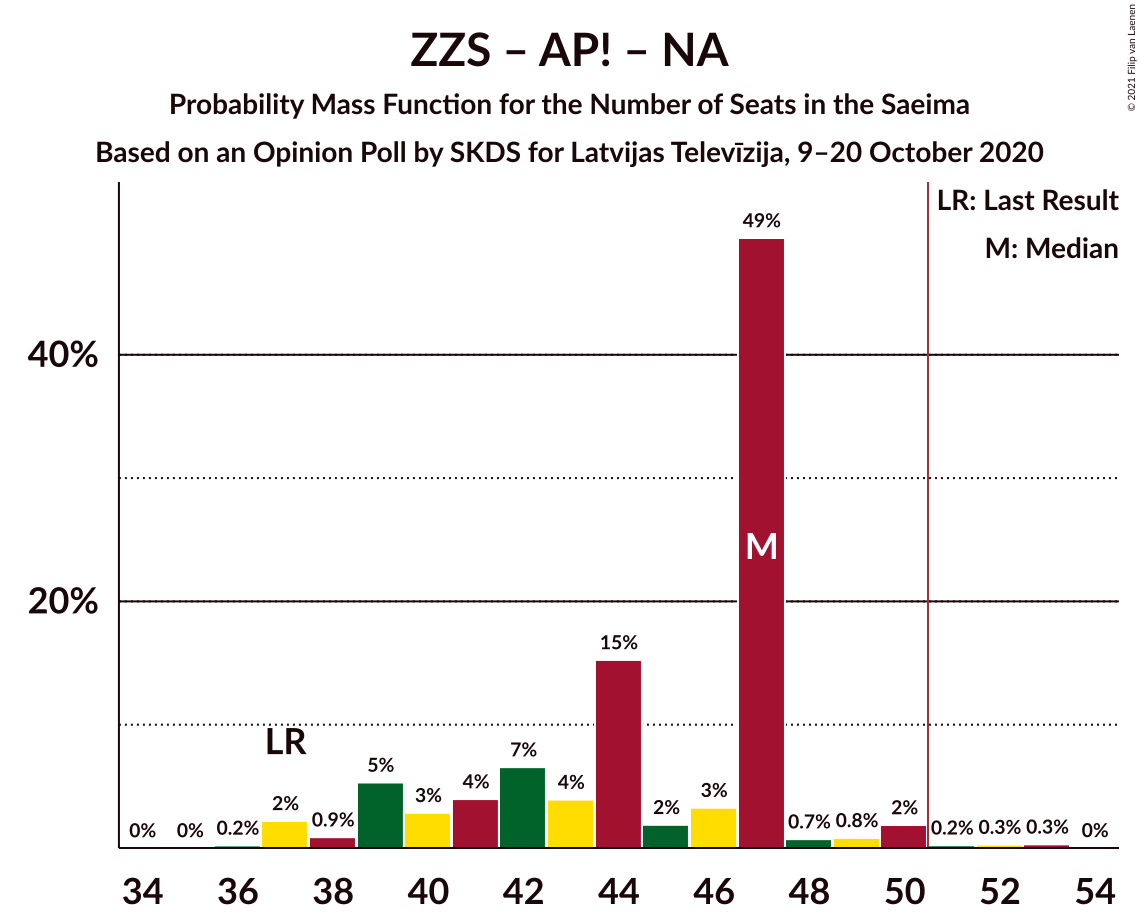 ZZS – AP! – NA
Probability Mass Function for the Number of Seats in the Saeima
Based on an Opinion Poll by SKDS for Latvijas Televīzija, 9–20 October 2020
© 2021 Filip van Laenen
LR: Last Result
M: Median
40%
20%
LR
M
0% 0% 0.2% 2% 0.9% 5% 3% 4% 7% 4% 15% 2% 3% 49% 0.7% 0.8% 2% 0.2% 0.3% 0.3% 0%
34 36 38 40 42 44 46 48 50 52 54